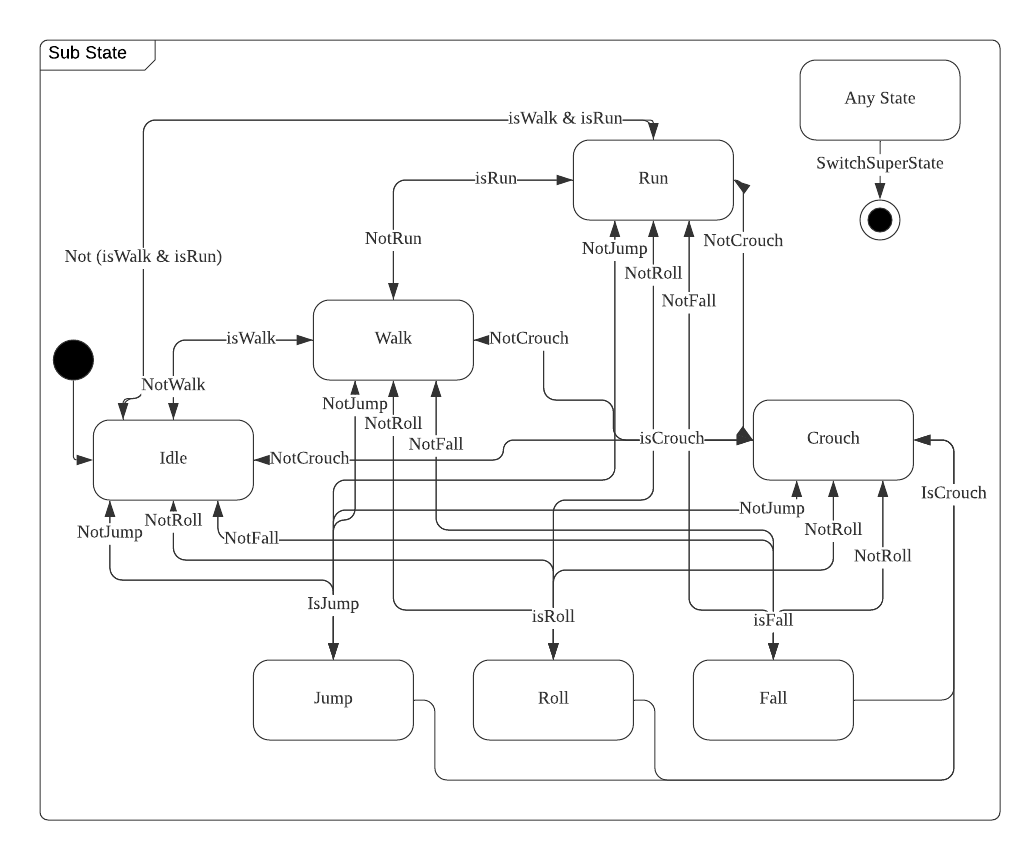 Sub State
Any State
isWalk & isRun
SwitchSuperState
isRun
Run
NotRun
NotJump
NotCrouch
Not (isWalk & isRun)
NotRoll
NotFall
isWalk
Walk
NotCrouch
NotWalk
NotJump
NotRoll
NotFall
isCrouch
Crouch
Idle
NotCrouch
IsCrouch
NotJump
NotRoll
NotJump
NotRoll
NotFall
NotRoll
IsJump
isRoll
isFall
Jump
Roll
Fall